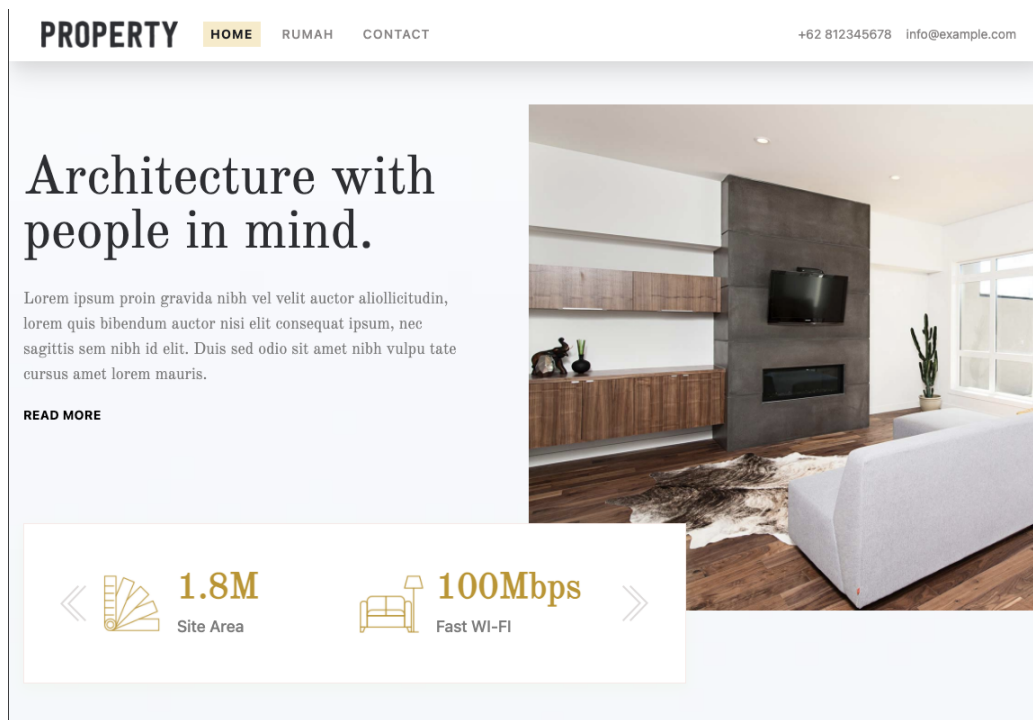 PROPERTY
HOME
RUMAH
CONTACT
+62 812345678
info@example.com
Architecture with
people in mind.
Lorem ipsum proin gravida nibh vel velit auctor aliollicitudin,
lorem quis bibendum auctor nisi elit consequat ipsum, nec
sagittis sem nibh id elit. Duis sed odio sit amet nibh vulpu tate
cursus amet lorem mauris.
READ MORE
1.8M
Site Area
100Mbps
Fast WI-FI